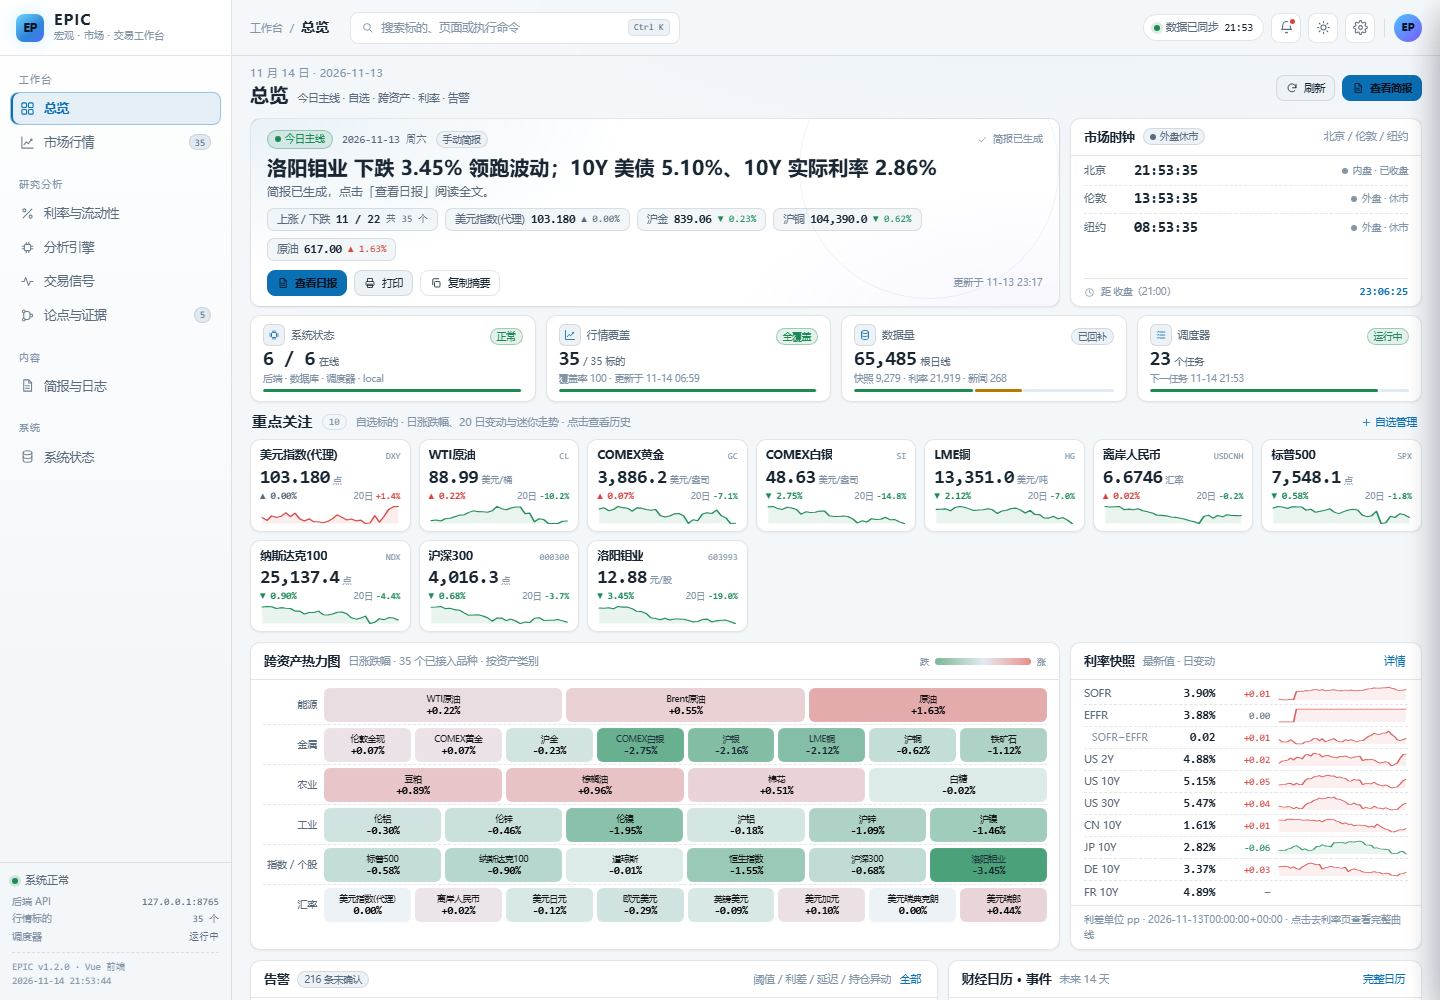 EP EPIC
宏观 · 市场 · 交易工作台
工作台 / 总览
搜索标的、页面或执行命令 Ctrl K
数据已同步 21:53
EP
工作台
总览
市场行情 35
研究分析
利率与流动性
分析引擎
交易信号
论点与证据 5
内容
简报与日志
系统
系统状态
系统正常
后端 API 127.0.0.1:8765
行情标的 35 个
调度器 运行中
EPIC v1.2.0 · Vue 前端
2026-11-14 21:53:44
11 月 14 日 · 2026-11-13
总览 今日主线 · 自选 · 跨资产 · 利率 · 告警
刷新 查看简报
今日主线 2026-11-13 周六 手动简报 简报已生成
洛阳钼业 下跌 3.45% 领跑波动；10Y 美债 5.10%、10Y 实际利率 2.86%
简报已生成，点击「查看日报」阅读全文。
上涨 / 下跌 11 / 22 共 35 个 美元指数(代理) 103.180 ▲ 0.00% 沪金 839.06 ▼ 0.23% 沪铜 104,390.0 ▼ 0.62%
原油 617.00 ▲ 1.63%
查看日报 打印 复制摘要 更新于 11-13 23:17
市场时钟 外盘休市 北京 / 伦敦 / 纽约
北京 21:53:35 内盘 · 已收盘
伦敦 13:53:35 外盘 · 休市
纽约 08:53:35 外盘 · 休市
距 收盘（21:00） 23:06:25
系统状态 正常
6 / 6 在线
后端 · 数据库 · 调度器 · local
行情覆盖 全覆盖
35 / 35 标的
覆盖率 100 · 更新于 11-14 06:59
数据量 已回补
65,485 根日线
快照 9,279 · 利率 21,919 · 新闻 268
调度器 运行中
23 个任务
下一任务 11-14 21:53
重点关注 10 自选标的 · 日涨跌幅、20 日变动与迷你走势 · 点击查看历史 + 自选管理
美元指数(代理) DXY
103.180 点
▲ 0.00% 20日 +1.4%
WTI原油 CL
88.99 美元/桶
▲ 0.22% 20日 -10.2%
COMEX黄金 GC
3,886.2 美元/盎司
▲ 0.07% 20日 -7.1%
COMEX白银 SI
48.63 美元/盎司
▼ 2.75% 20日 -14.8%
LME铜 HG
13,351.0 美元/吨
▼ 2.12% 20日 -7.0%
离岸人民币 USDCNH
6.6746 汇率
▲ 0.02% 20日 -0.2%
标普500 SPX
7,548.1 点
▼ 0.58% 20日 -1.8%
纳斯达克100 NDX
25,137.4 点
▼ 0.90% 20日 -4.4%
沪深300 000300
4,016.3 点
▼ 0.68% 20日 -3.7%
洛阳钼业 603993
12.88 元/股
▼ 3.45% 20日 -19.0%
跨资产热力图 日涨跌幅 · 35 个已接入品种 · 按资产类别 跌 涨
能源 WTI原油 Brent原油 原油
+0.22% +0.55% +1.63%
金属 伦敦金现 COMEX黄金 沪金 COMEX白银 沪银 LME铜 沪铜 铁矿石
+0.07% +0.07% -0.23% -2.75% -2.16% -2.12% -0.62% -1.12%
农业 豆粕 棕榈油 棉花 白糖
+0.89% +0.96% +0.51% -0.02%
工业 伦铝 伦锌 伦镍 沪铝 沪锌 沪镍
-0.30% -0.46% -1.95% -0.18% -1.09% -1.46%
指数 / 个股 标普500 纳斯达克100 道琼斯 恒生指数 沪深300 洛阳钼业
-0.58% -0.90% -0.01% -1.55% -0.68% -3.45%
汇率 美元指数(代理) 离岸人民币 美元日元 欧元美元 英镑美元 美元加元 美元瑞典克朗 美元瑞郎
0.00% +0.02% -0.12% -0.29% -0.09% +0.10% 0.00% +0.44%
利率快照 最新值 · 日变动 详情
SOFR 3.90% +0.01
EFFR 3.88% 0.00
SOFR-EFFR 0.02 +0.01
US 2Y 4.88% +0.02
US 10Y 5.15% +0.05
US 30Y 5.47% +0.04
CN 10Y 1.61% +0.01
JP 10Y 2.82% -0.06
DE 10Y 3.37% +0.03
FR 10Y 4.89% —
利差单位 pp · 2026-11-13T00:00:00+00:00 · 点击去利率页查看完整曲
线
告警 216 条未确认 阈值 / 利差 / 延迟 / 持仓异动 全部
财经日历 · 事件 未来 14 天 完整日历